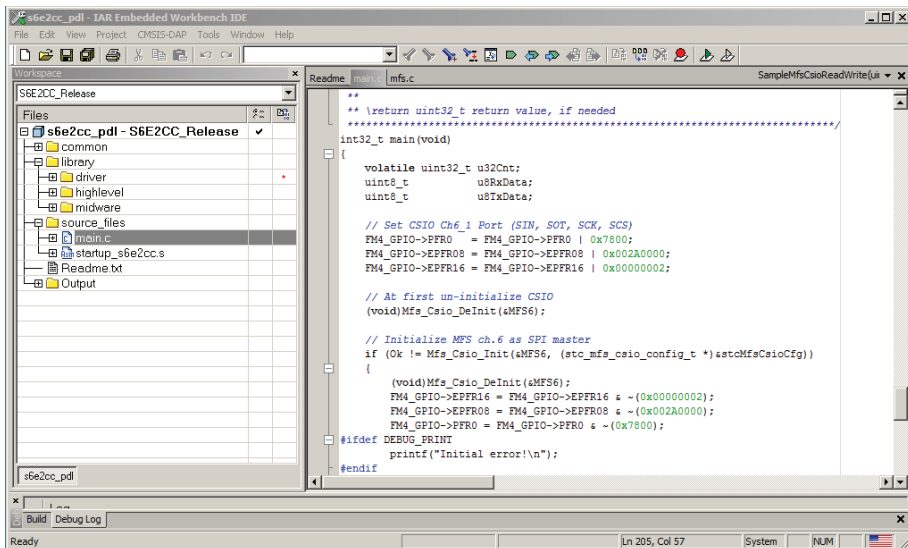 s6e2cc_pdl - IAR Embedded Workbench IDE
File Edit View Project CMSIS-DAP Tools Window Help
Workspace
S6E2CC_Release
Files
s6e2cc_pdl - S6E2CC_Release
common
library
driver
highlevel
midware
source_files
main.c
startup_s6e2cc.s
Readme.txt
Output
s6e2cc_pdl
Readme main.c mfs.c
SampleMfsCsioReadWrite(uii
**
** \return uint32_t return value, if needed
******************************************************************************/
int32_t main(void)
{
volatile uint32_t u32Cnt;
uint8_t u8RxData;
uint8_t u8TxData;
// Set CSIO Ch6_1 Port (SIN, SOT, SCK, SCS)
FM4_GPIO->PFR0 = FM4_GPIO->PFR0 | 0x7800;
FM4_GPIO->EPFR08 = FM4_GPIO->EPFR08 | 0x002A0000;
FM4_GPIO->EPFR16 = FM4_GPIO->EPFR16 | 0x00000002;
// At first un-initialize CSIO
(void)Mfs_Csio_DeInit(&MFS6);
// Initialize MFS ch.6 as SPI master
if (Ok != Mfs_Csio_Init(&MFS6, (stc_mfs_csio_config_t *)&stcMfsCsioCfg))
{
(void)Mfs_Csio_DeInit(&MFS6);
FM4_GPIO->EPFR16 = FM4_GPIO->EPFR16 & ~(0x00000002);
FM4_GPIO->EPFR08 = FM4_GPIO->EPFR08 & ~(0x002A0000);
FM4_GPIO->PFR0 = FM4_GPIO->PFR0 & ~(0x7800);
#ifdef DEBUG_PRINT
printf("Initial error!\n");
#endif
Log
Build Debug Log
Ready
Ln 205, Col 57
System
NUM